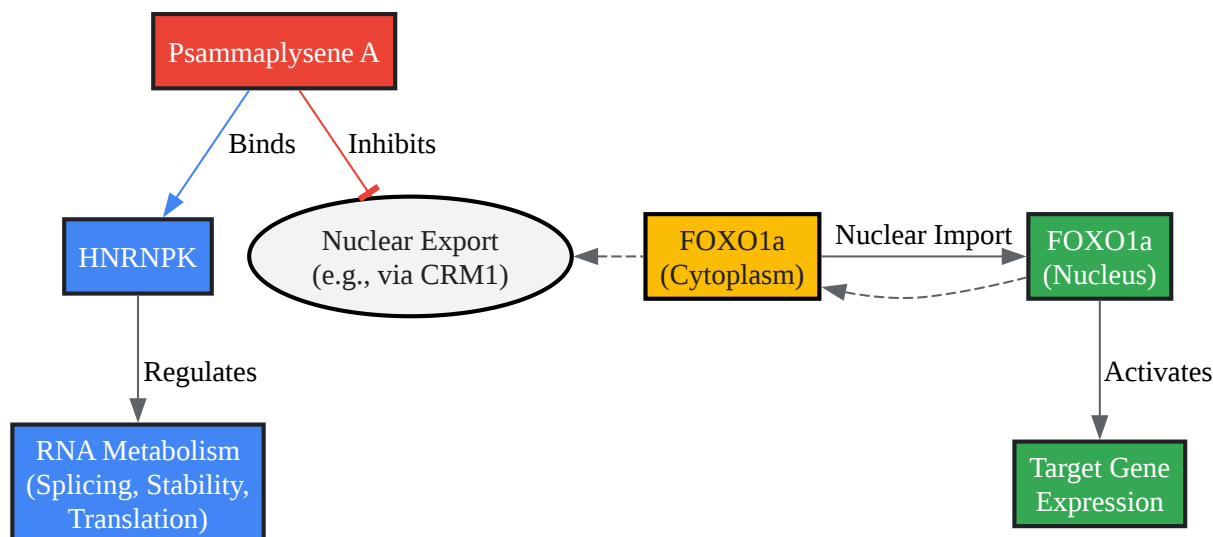 Psammaplysene A
Binds
Inhibits
HNRNPK
Nuclear Export
(e.g., via CRM1)
FOXO1a
(Cytoplasm)
Nuclear Import
FOXO1a
(Nucleus)
Regulates
Activates
RNA Metabolism
(Splicing, Stability,
Translation)
Target Gene
Expression